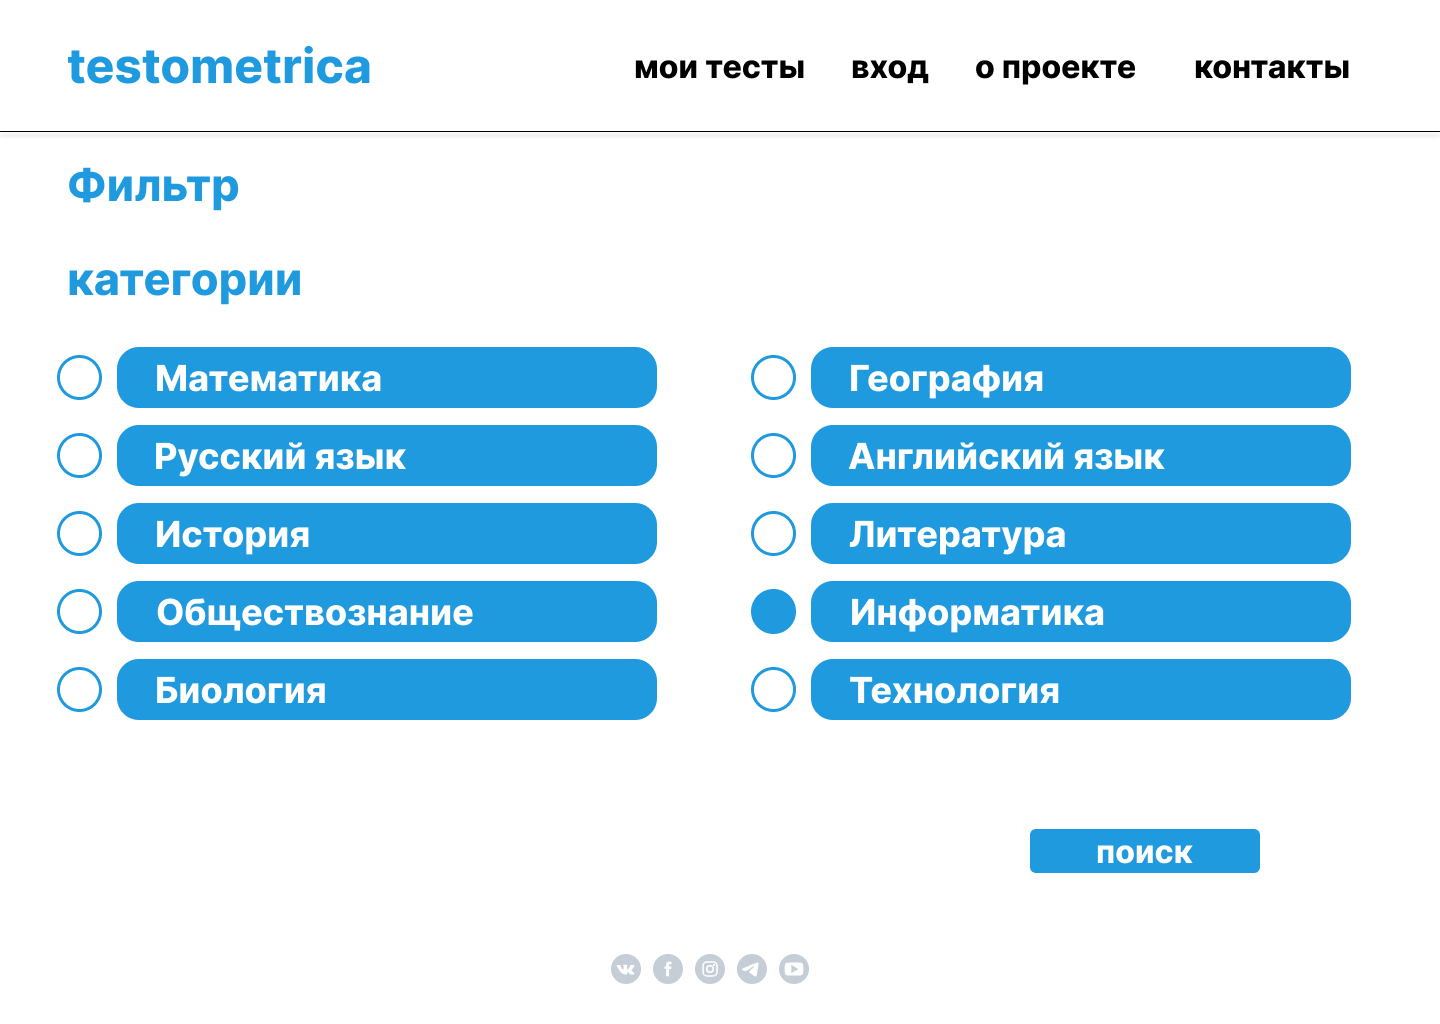 testometrica
мои тесты вход о проекте контакты
Фильтр
категории
Математика
Русский язык
История
Обществознание
Биология
География
Английский язык
Литература
Информатика
Технология
поиск